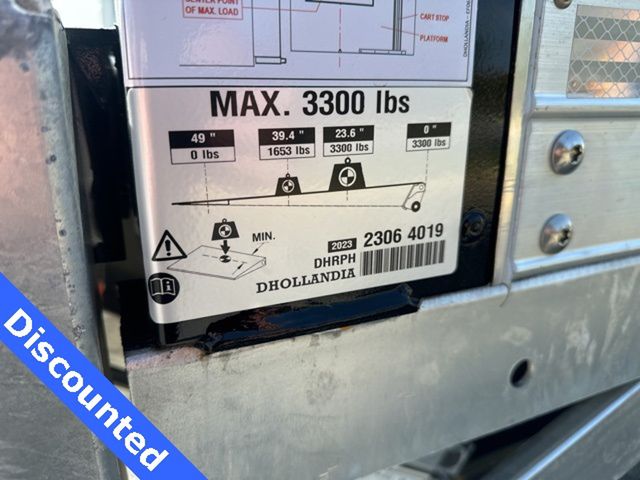 CENTER POINT
OF MAX. LOAD
CART STOP
PLATFORM
MAX. 3300 lbs
49 "
0 lbs
39.4 "
1653 lbs
23.6 "
3300 lbs
0 "
3300 lbs
MIN.
2023 2306 4019
DHRPH
DHOLLANDIA
Discounted